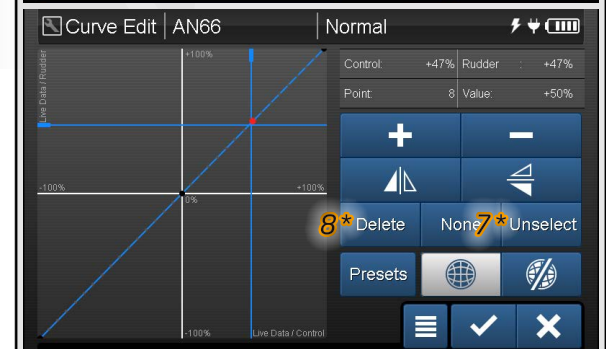 Curve Edit AN66 Normal
Live Data / Rudder
+100%
Control: +47% Rudder : +47%
Point: 8 Value: +50%
+ −
-100% +100%
0%
8* Delete None 7* Unselect
Presets
-100% Live Data / Control